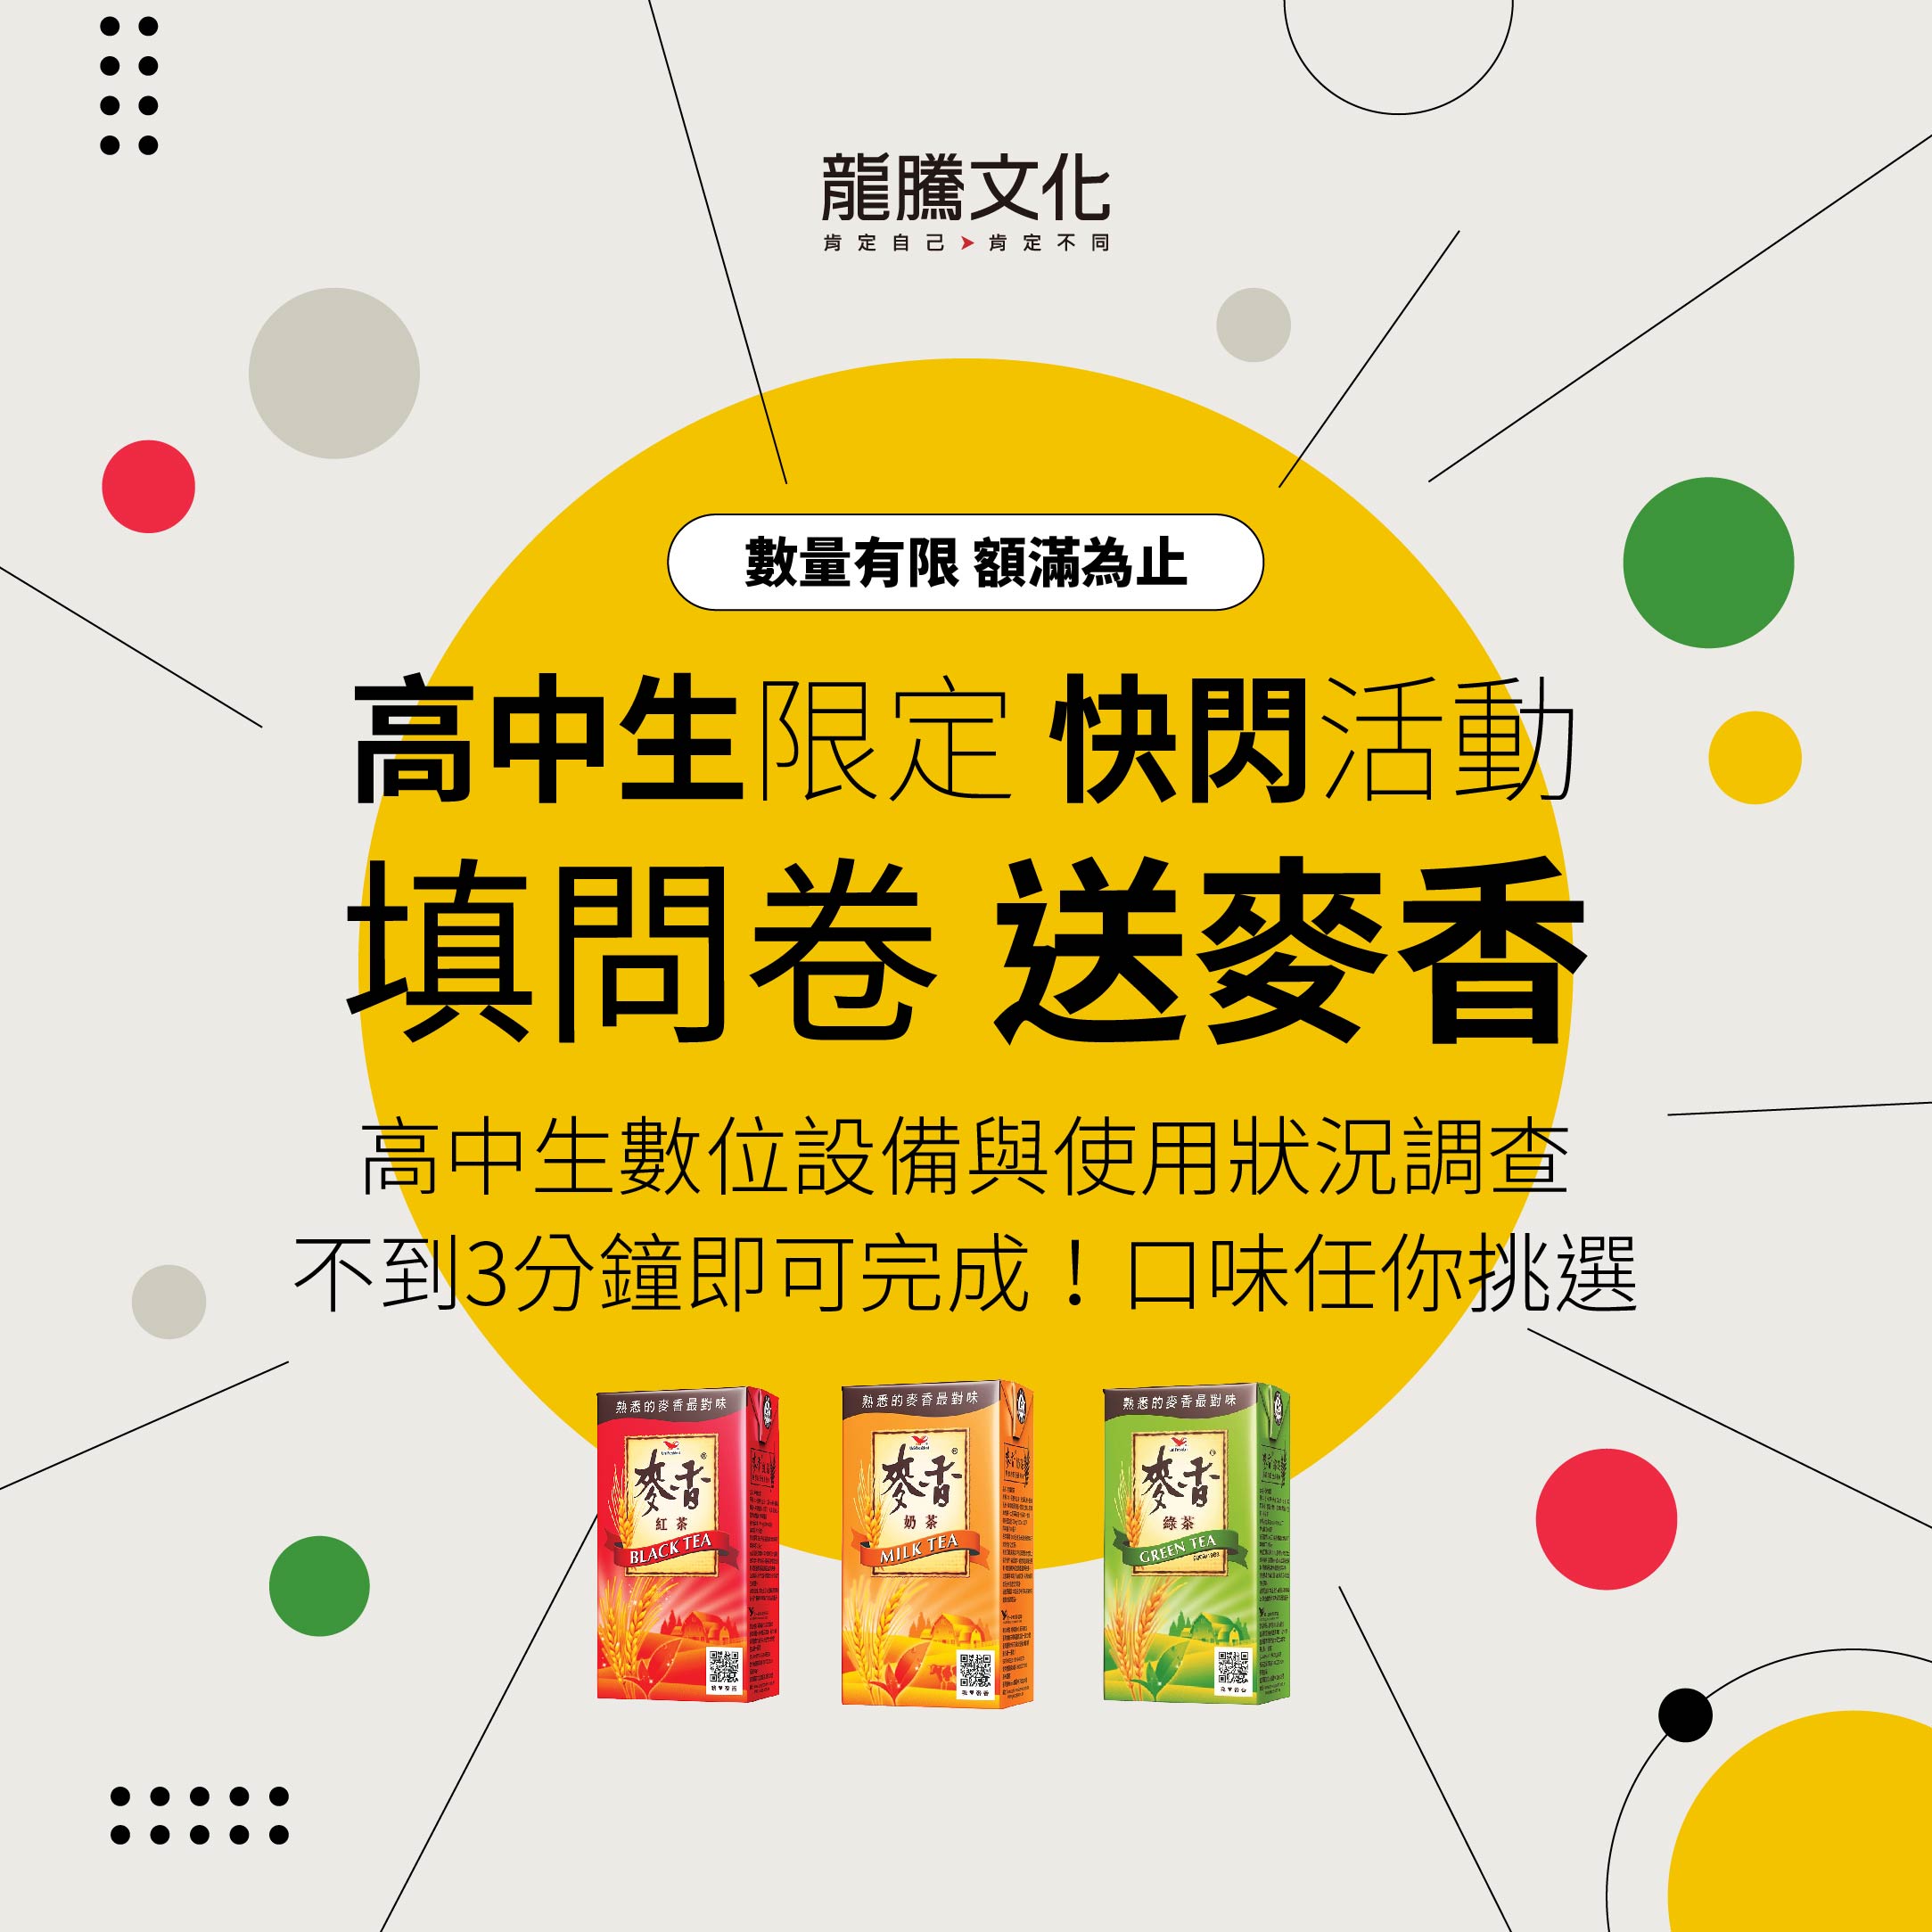 龍騰文化
肯定自己➤肯定不同
數量有限 額滿為止
高中生限定 快閃活動
填問卷 送麥香
高中生數位設備與使用狀況調查
不到3分鐘即可完成！口味任你挑選
熟悉的麥香最對味
麥香
紅茶
BLACK TEA
熟悉的麥香最對味
麥香
奶茶
MILK TEA
熟悉的麥香最對味
麥香
綠茶
GREEN TEA